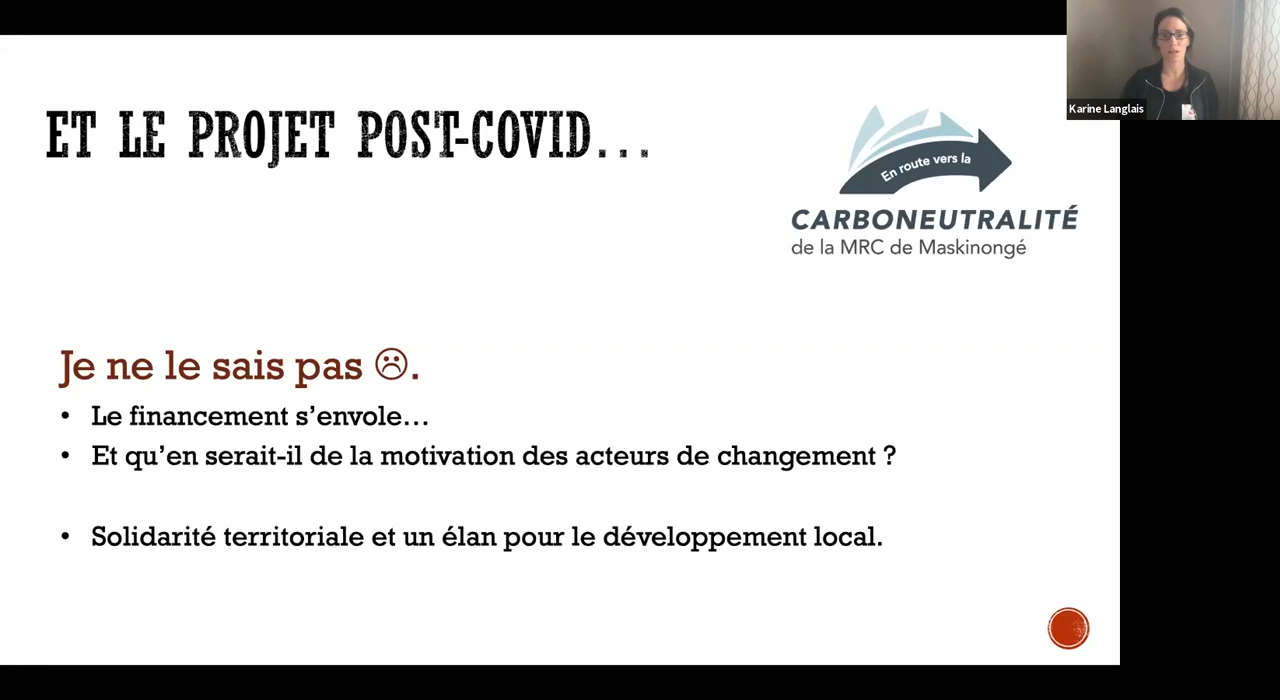 Karine Langlais
ET LE PROJET POST-COVID...
En route vers la
CARBONEUTRALITÉ
de la MRC de Maskinongé
Je ne le sais pas ☹.
• Le financement s’envole…
• Et qu’en serait-il de la motivation des acteurs de changement ?
• Solidarité territoriale et un élan pour le développement local.